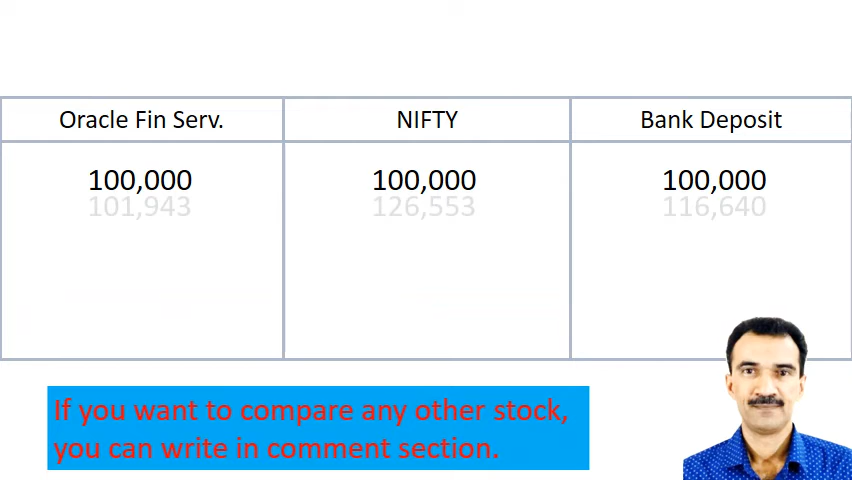 Oracle Fin Serv. NIFTY Bank Deposit
100,000 100,000 100,000
101,943 126,553 116,640
If you want to compare any other stock,
you can write in comment section.